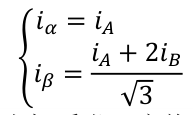 i_α = i_A
i_β = (i_A + 2i_B) / √3